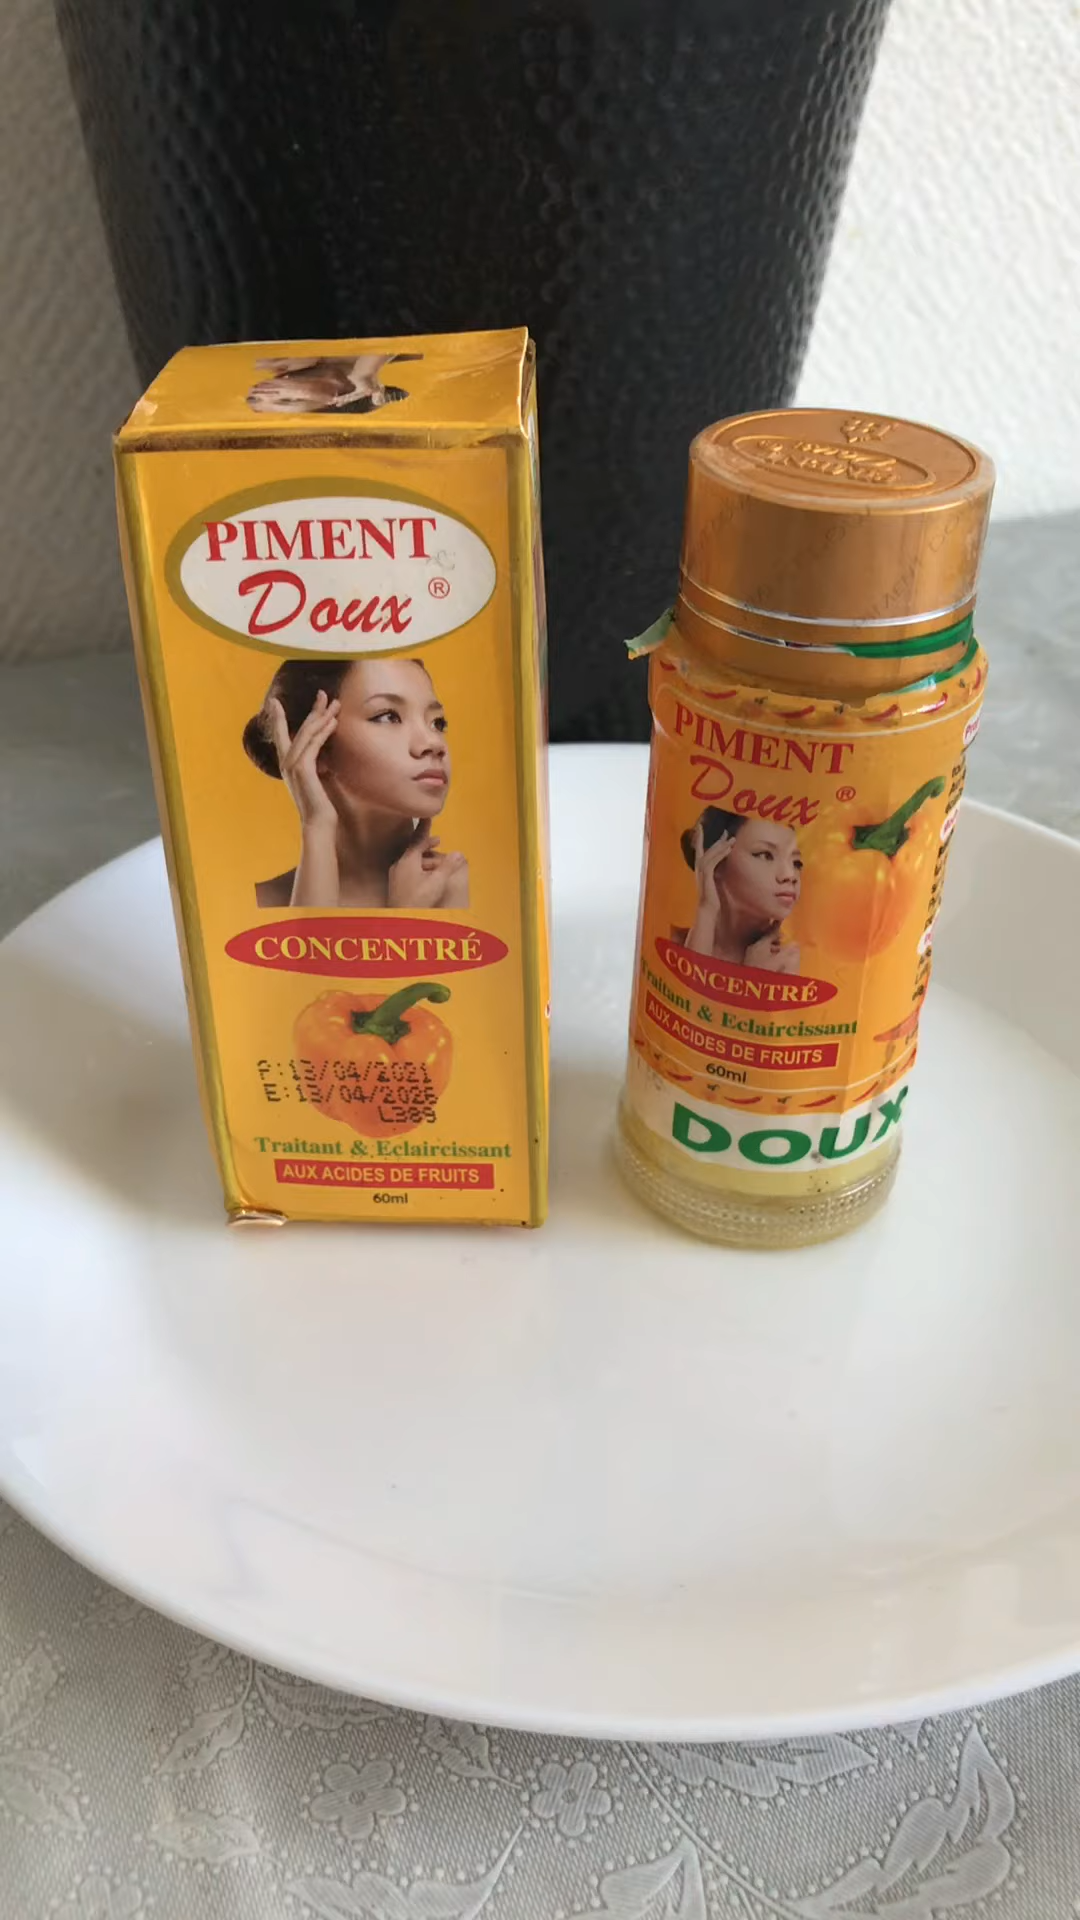 PIMENT
Doux ®
CONCENTRÉ
P:13/04/2021
E:13/04/2026
L389
Traitant & Eclaircissant
AUX ACIDES DE FRUITS
60ml
PIMENT
Doux ®
CONCENTRÉ
Traitant & Eclaircissant
AUX ACIDES DE FRUITS
60ml
DOUX